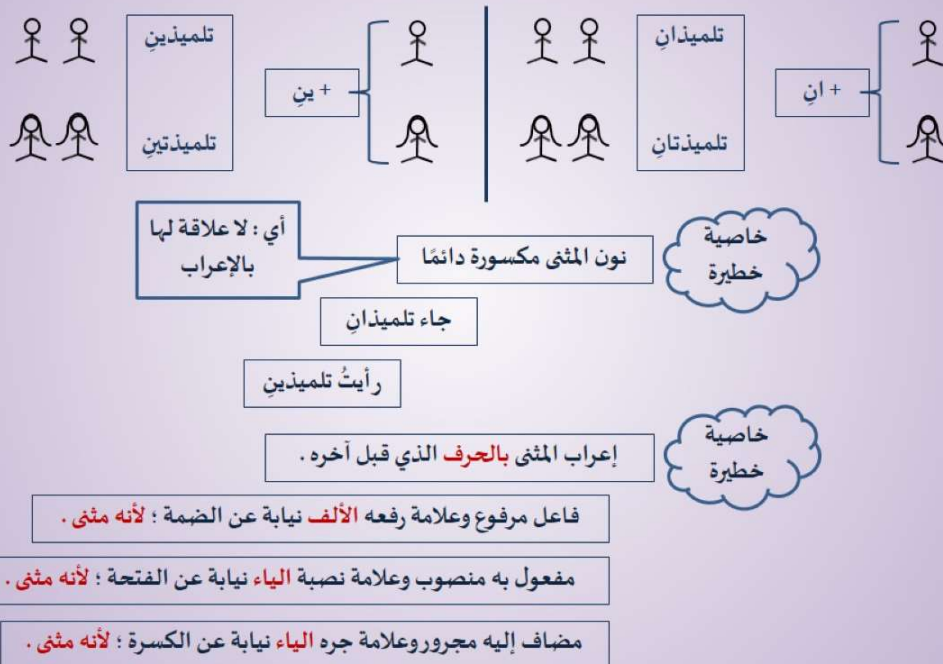 تلميذانِ
+ انِ
تلميذتانِ
تلميذينِ
+ ينِ
تلميذتينِ
خاصية
خطيرة
نون المثنى مكسورة دائمًا
أي : لا علاقة لها
بالإعراب
جاء تلميذانِ
رأيتُ تلميذينِ
خاصية
خطيرة
إعراب المثنى بالحرف الذي قبل آخره .
فاعل مرفوع وعلامة رفعه الألف نيابة عن الضمة ؛ لأنه مثنى .
مفعول به منصوب وعلامة نصبة الياء نيابة عن الفتحة ؛ لأنه مثنى .
مضاف إليه مجروروعلامة جره الياء نيابة عن الكسرة ؛ لأنه مثنى .